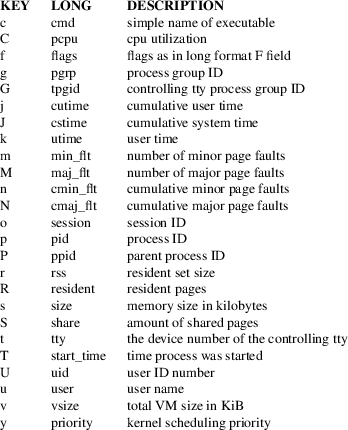 KEY LONG DESCRIPTION
c cmd simple name of executable
C pcpu cpu utilization
f flags flags as in long format F field
g pgrp process group ID
G tpgid controlling tty process group ID
j cutime cumulative user time
J cstime cumulative system time
k utime user time
m min_flt number of minor page faults
M maj_flt number of major page faults
n cmin_flt cumulative minor page faults
N cmaj_flt cumulative major page faults
o session session ID
p pid process ID
P ppid parent process ID
r rss resident set size
R resident resident pages
s size memory size in kilobytes
S share amount of shared pages
t tty the device number of the controlling tty
T start_time time process was started
U uid user ID number
u user user name
v vsize total VM size in KiB
y priority kernel scheduling priority